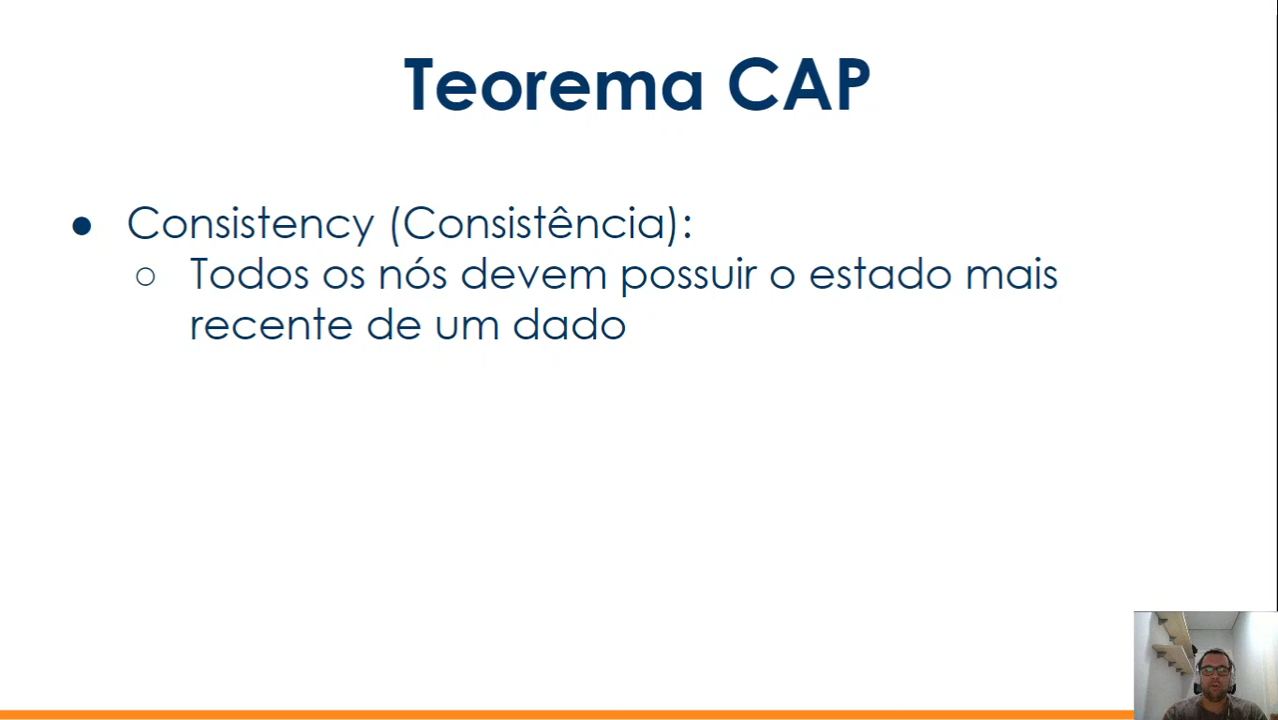 Teorema CAP
● Consistency (Consistência):
○ Todos os nós devem possuir o estado mais
recente de um dado